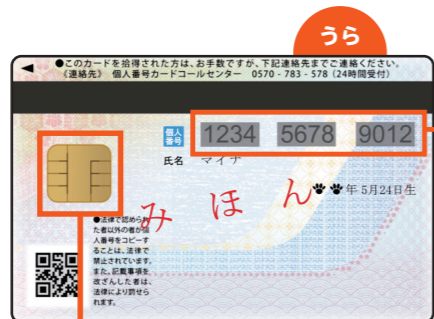 うら
●このカードを拾得された方は、お手数ですが、下記連絡先までご連絡ください。
《連絡先》 個人番号カードコールセンター 0570-783-578 (24時間受付)
個人番号 1234 5678 9012
氏名 マイナ
年 5月24日生
みほん
●法律で認められ
た者以外の者が個
人番号をコピーす
ることは、法律で
禁止されています。
また、記載事項を
改ざんした者は、
法律により罰せら
れます。